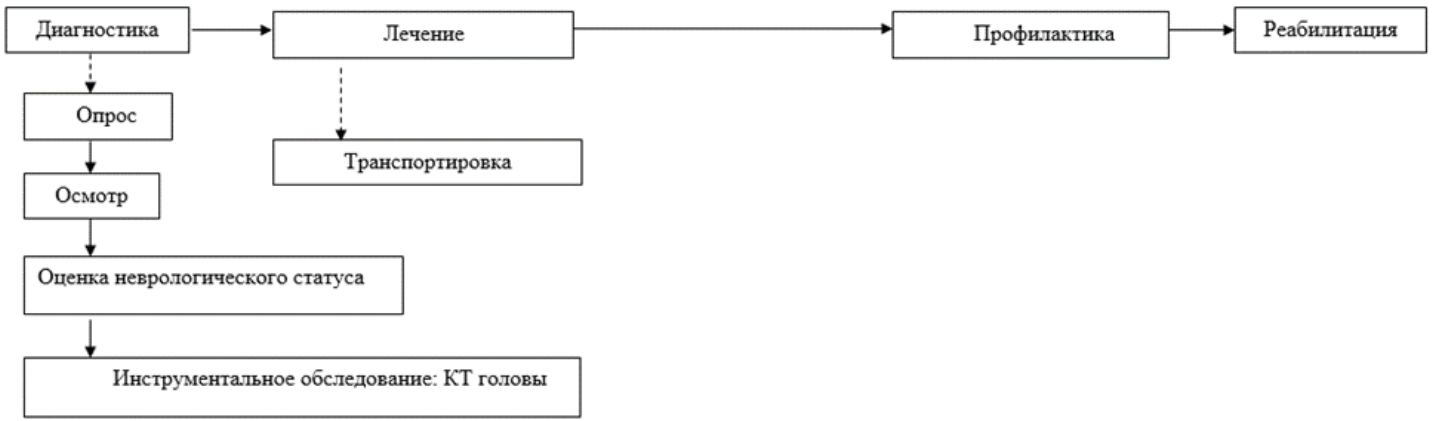 Диагностика
Лечение
Профилактика
Реабилитация
Опрос
Транспортировка
Осмотр
Оценка неврологического статуса
Инструментальное обследование: КТ головы